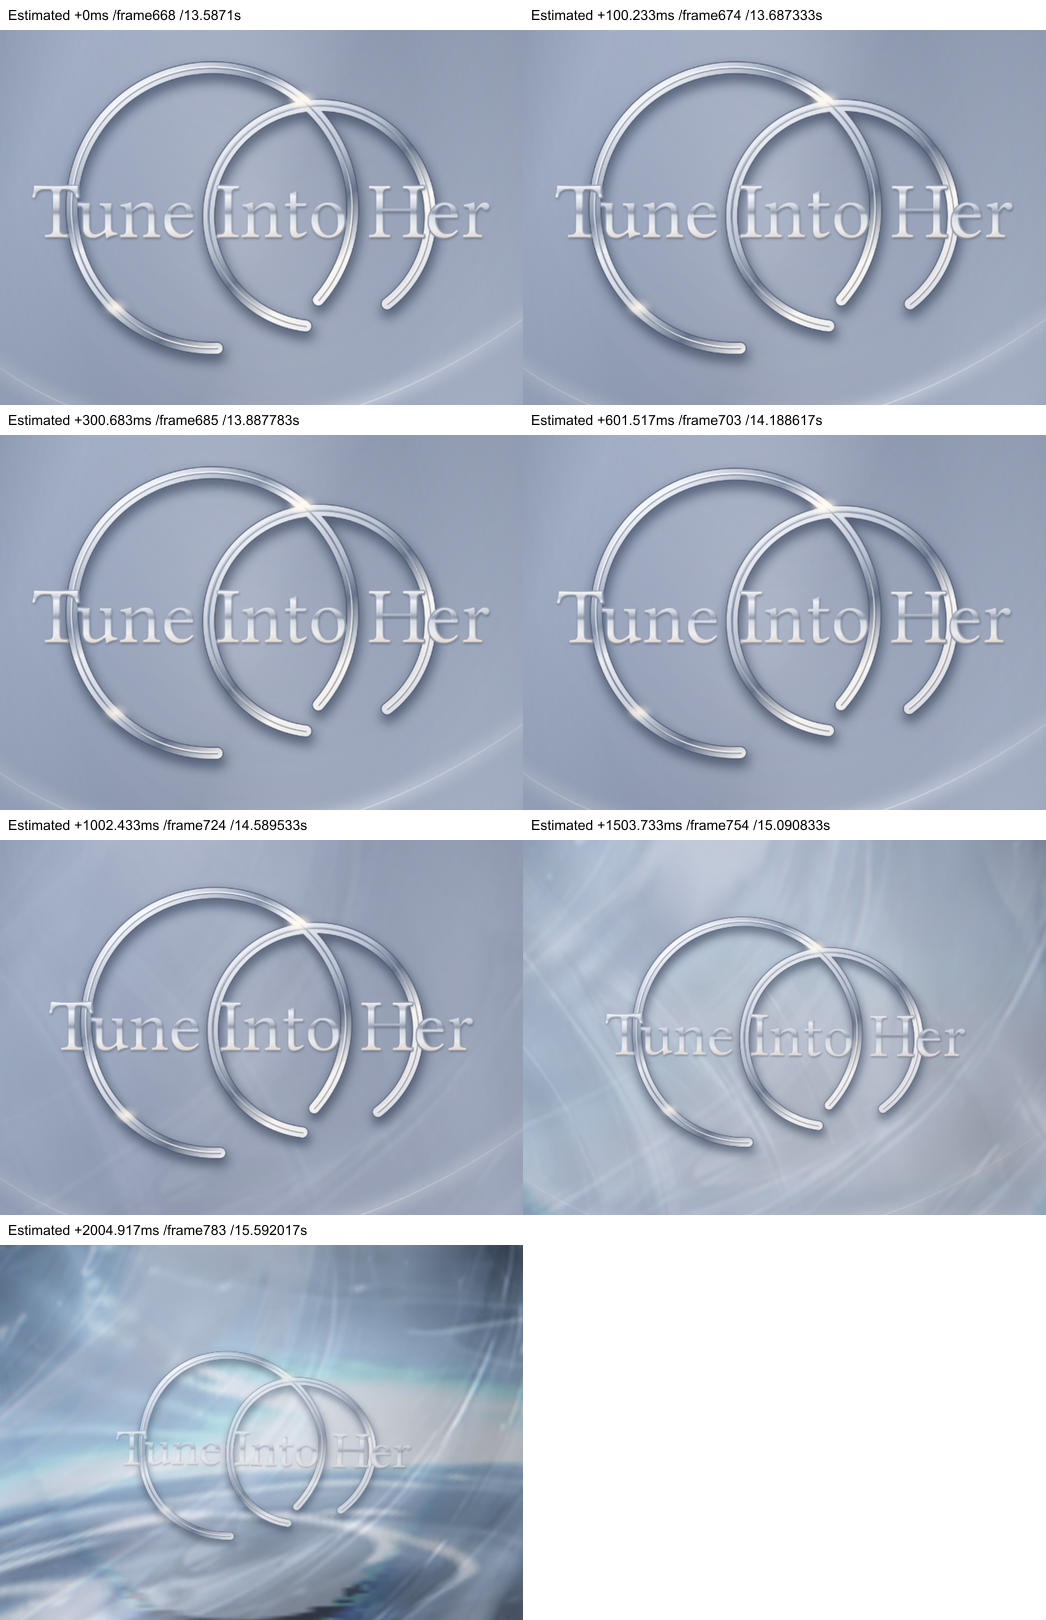 Estimated +0ms /frame668 /13.5871s
Estimated +100.233ms /frame674 /13.687333s
Tune Into Her
Tune Into Her
Estimated +300.683ms /frame685 /13.887783s
Estimated +601.517ms /frame703 /14.188617s
Tune Into Her
Tune Into Her
Estimated +1002.433ms /frame724 /14.589533s
Estimated +1503.733ms /frame754 /15.090833s
Tune Into Her
Tune Into Her
Estimated +2004.917ms /frame783 /15.592017s
Tune Into Her